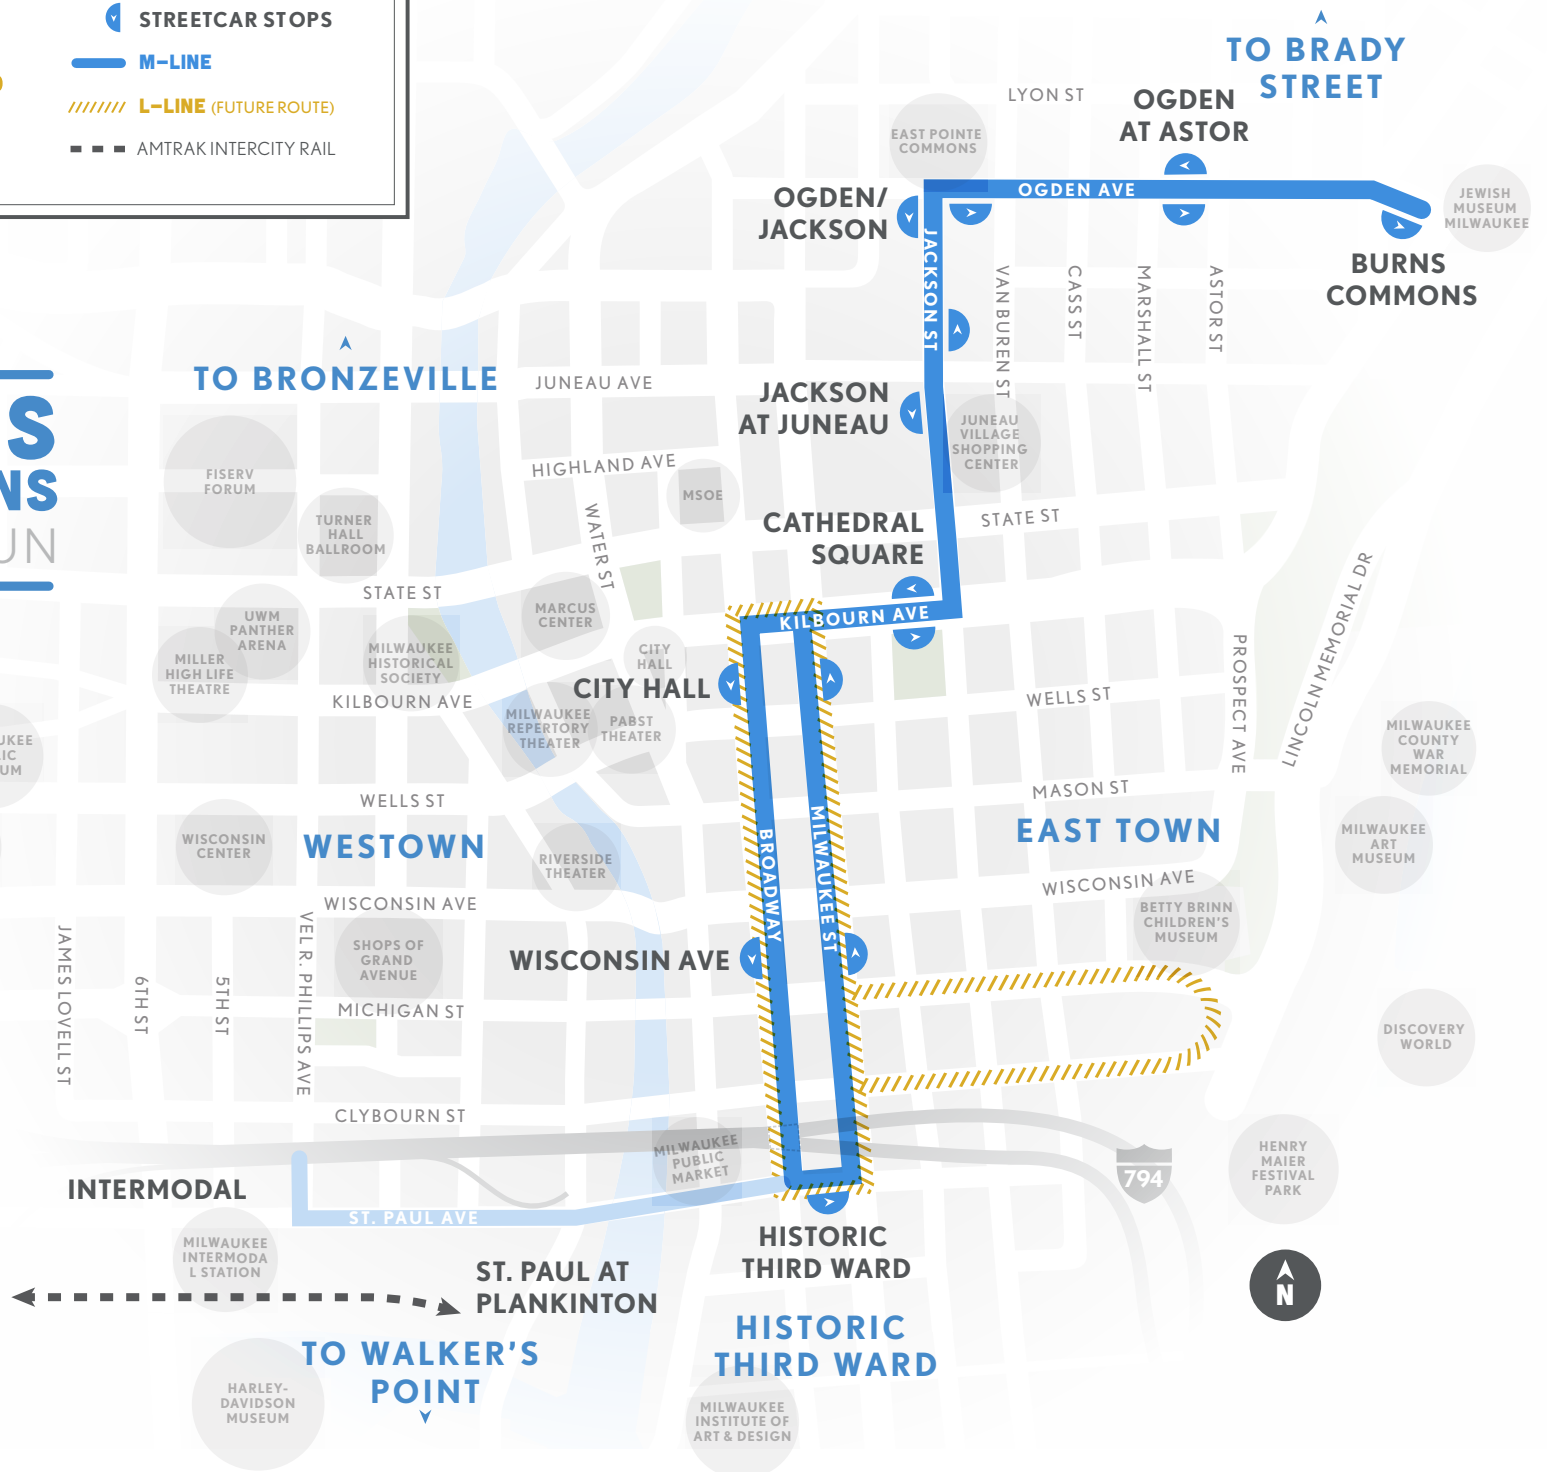 STREETCAR STOPS
M-LINE
L-LINE (FUTURE ROUTE)
AMTRAK INTERCITY RAIL
TO BRADY
STREET
LYON ST
OGDEN
AT ASTOR
EAST POINTE
COMMONS
OGDEN AVE
JEWISH
MUSEUM
MILWAUKEE
OGDEN/
JACKSON
JACKSON ST
BURNS
COMMONS
VAN BUREN ST
CASS ST
MARSHALL ST
ASTOR ST
TO BRONZEVILLE
JUNEAU AVE
JACKSON
AT JUNEAU
JUNEAU
VILLAGE
SHOPPING
CENTER
S
NS
UN
FISERV
FORUM
HIGHLAND AVE
MSOE
TURNER
HALL
BALLROOM
WATER ST
CATHEDRAL
SQUARE
STATE ST
STATE ST
MARCUS
CENTER
KILBOURN AVE
UWM
PANTHER
ARENA
MILLER
HIGH LIFE
THEATRE
MILWAUKEE
HISTORICAL
SOCIETY
CITY
HALL
CITY HALL
KILBOURN AVE
MILWAUKEE
REPERTORY
THEATER
PABST
THEATER
WELLS ST
PROSPECT AVE
LINCOLN MEMORIAL DR
MILWAUKEE
COUNTY
WAR
MEMORIAL
UKEE
IC
UM
WELLS ST
MASON ST
WISCONSIN
CENTER
WESTOWN
RIVERSIDE
THEATER
BROADWAY
MILWAUKEE ST
EAST TOWN
MILWAUKEE
ART
MUSEUM
WISCONSIN AVE
WISCONSIN AVE
BETTY BRINN
CHILDREN'S
MUSEUM
JAMES LOVELL ST
6TH ST
5TH ST
VEL R. PHILLIPS AVE
SHOPS OF
GRAND
AVENUE
WISCONSIN AVE
MICHIGAN ST
DISCOVERY
WORLD
CLYBOURN ST
MILWAUKEE
PUBLIC
MARKET
794
HENRY
MAIER
FESTIVAL
PARK
INTERMODAL
ST. PAUL AVE
MILWAUKEE
INTERMODA
L STATION
HISTORIC
THIRD WARD
ST. PAUL AT
PLANKINTON
N
HISTORIC
THIRD WARD
TO WALKER'S
POINT
HARLEY-
DAVIDSON
MUSEUM
MILWAUKEE
INSTITUTE OF
ART & DESIGN